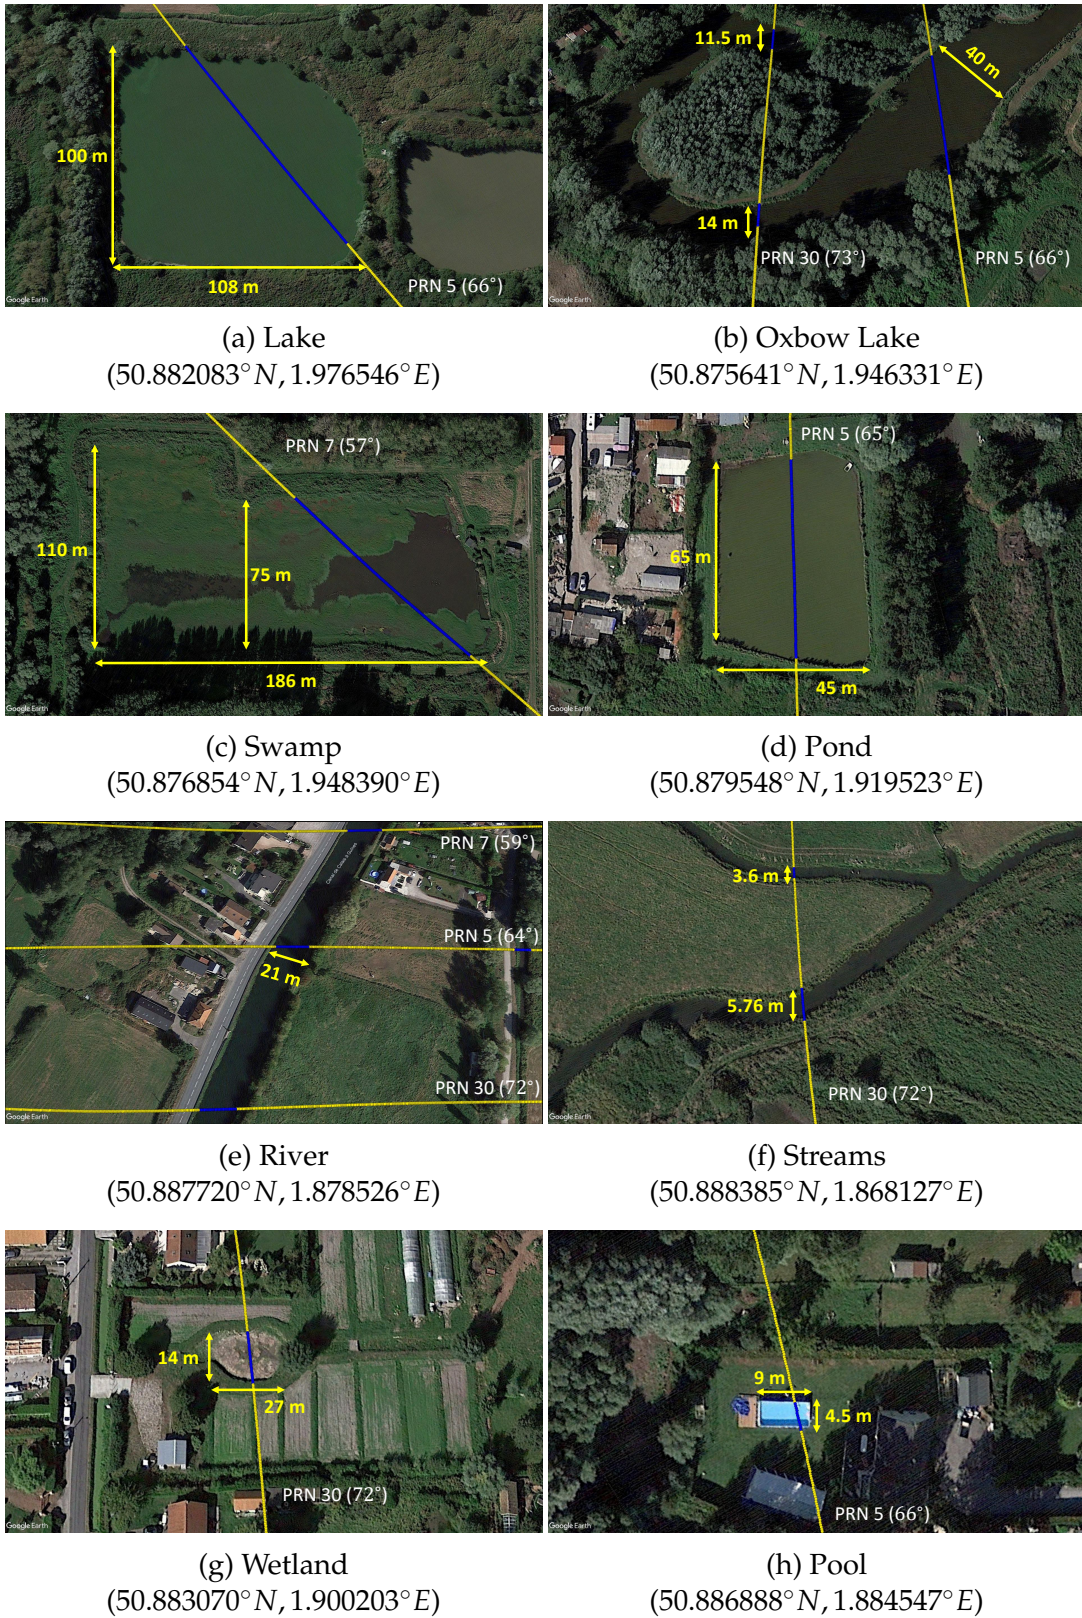 100 m
108 m
PRN 5 (66°)
Google Earth
11.5 m
40 m
14 m
PRN 30 (73°)
PRN 5 (66°)
Google Earth
(a) Lake
(50.882083°N, 1.976546°E)
(b) Oxbow Lake
(50.875641°N, 1.946331°E)
PRN 7 (57°)
110 m
75 m
186 m
Google Earth
PRN 5 (65°)
65 m
45 m
Google Earth
(c) Swamp
(50.876854°N, 1.948390°E)
(d) Pond
(50.879548°N, 1.919523°E)
PRN 7 (59°)
PRN 5 (64°)
21 m
PRN 30 (72°)
Google Earth
3.6 m
5.76 m
PRN 30 (72°)
Google Earth
(e) River
(50.887720°N, 1.878526°E)
(f) Streams
(50.888385°N, 1.868127°E)
14 m
27 m
PRN 30 (72°)
Google Earth
9 m
4.5 m
PRN 5 (66°)
Google Earth
(g) Wetland
(50.883070°N, 1.900203°E)
(h) Pool
(50.886888°N, 1.884547°E)